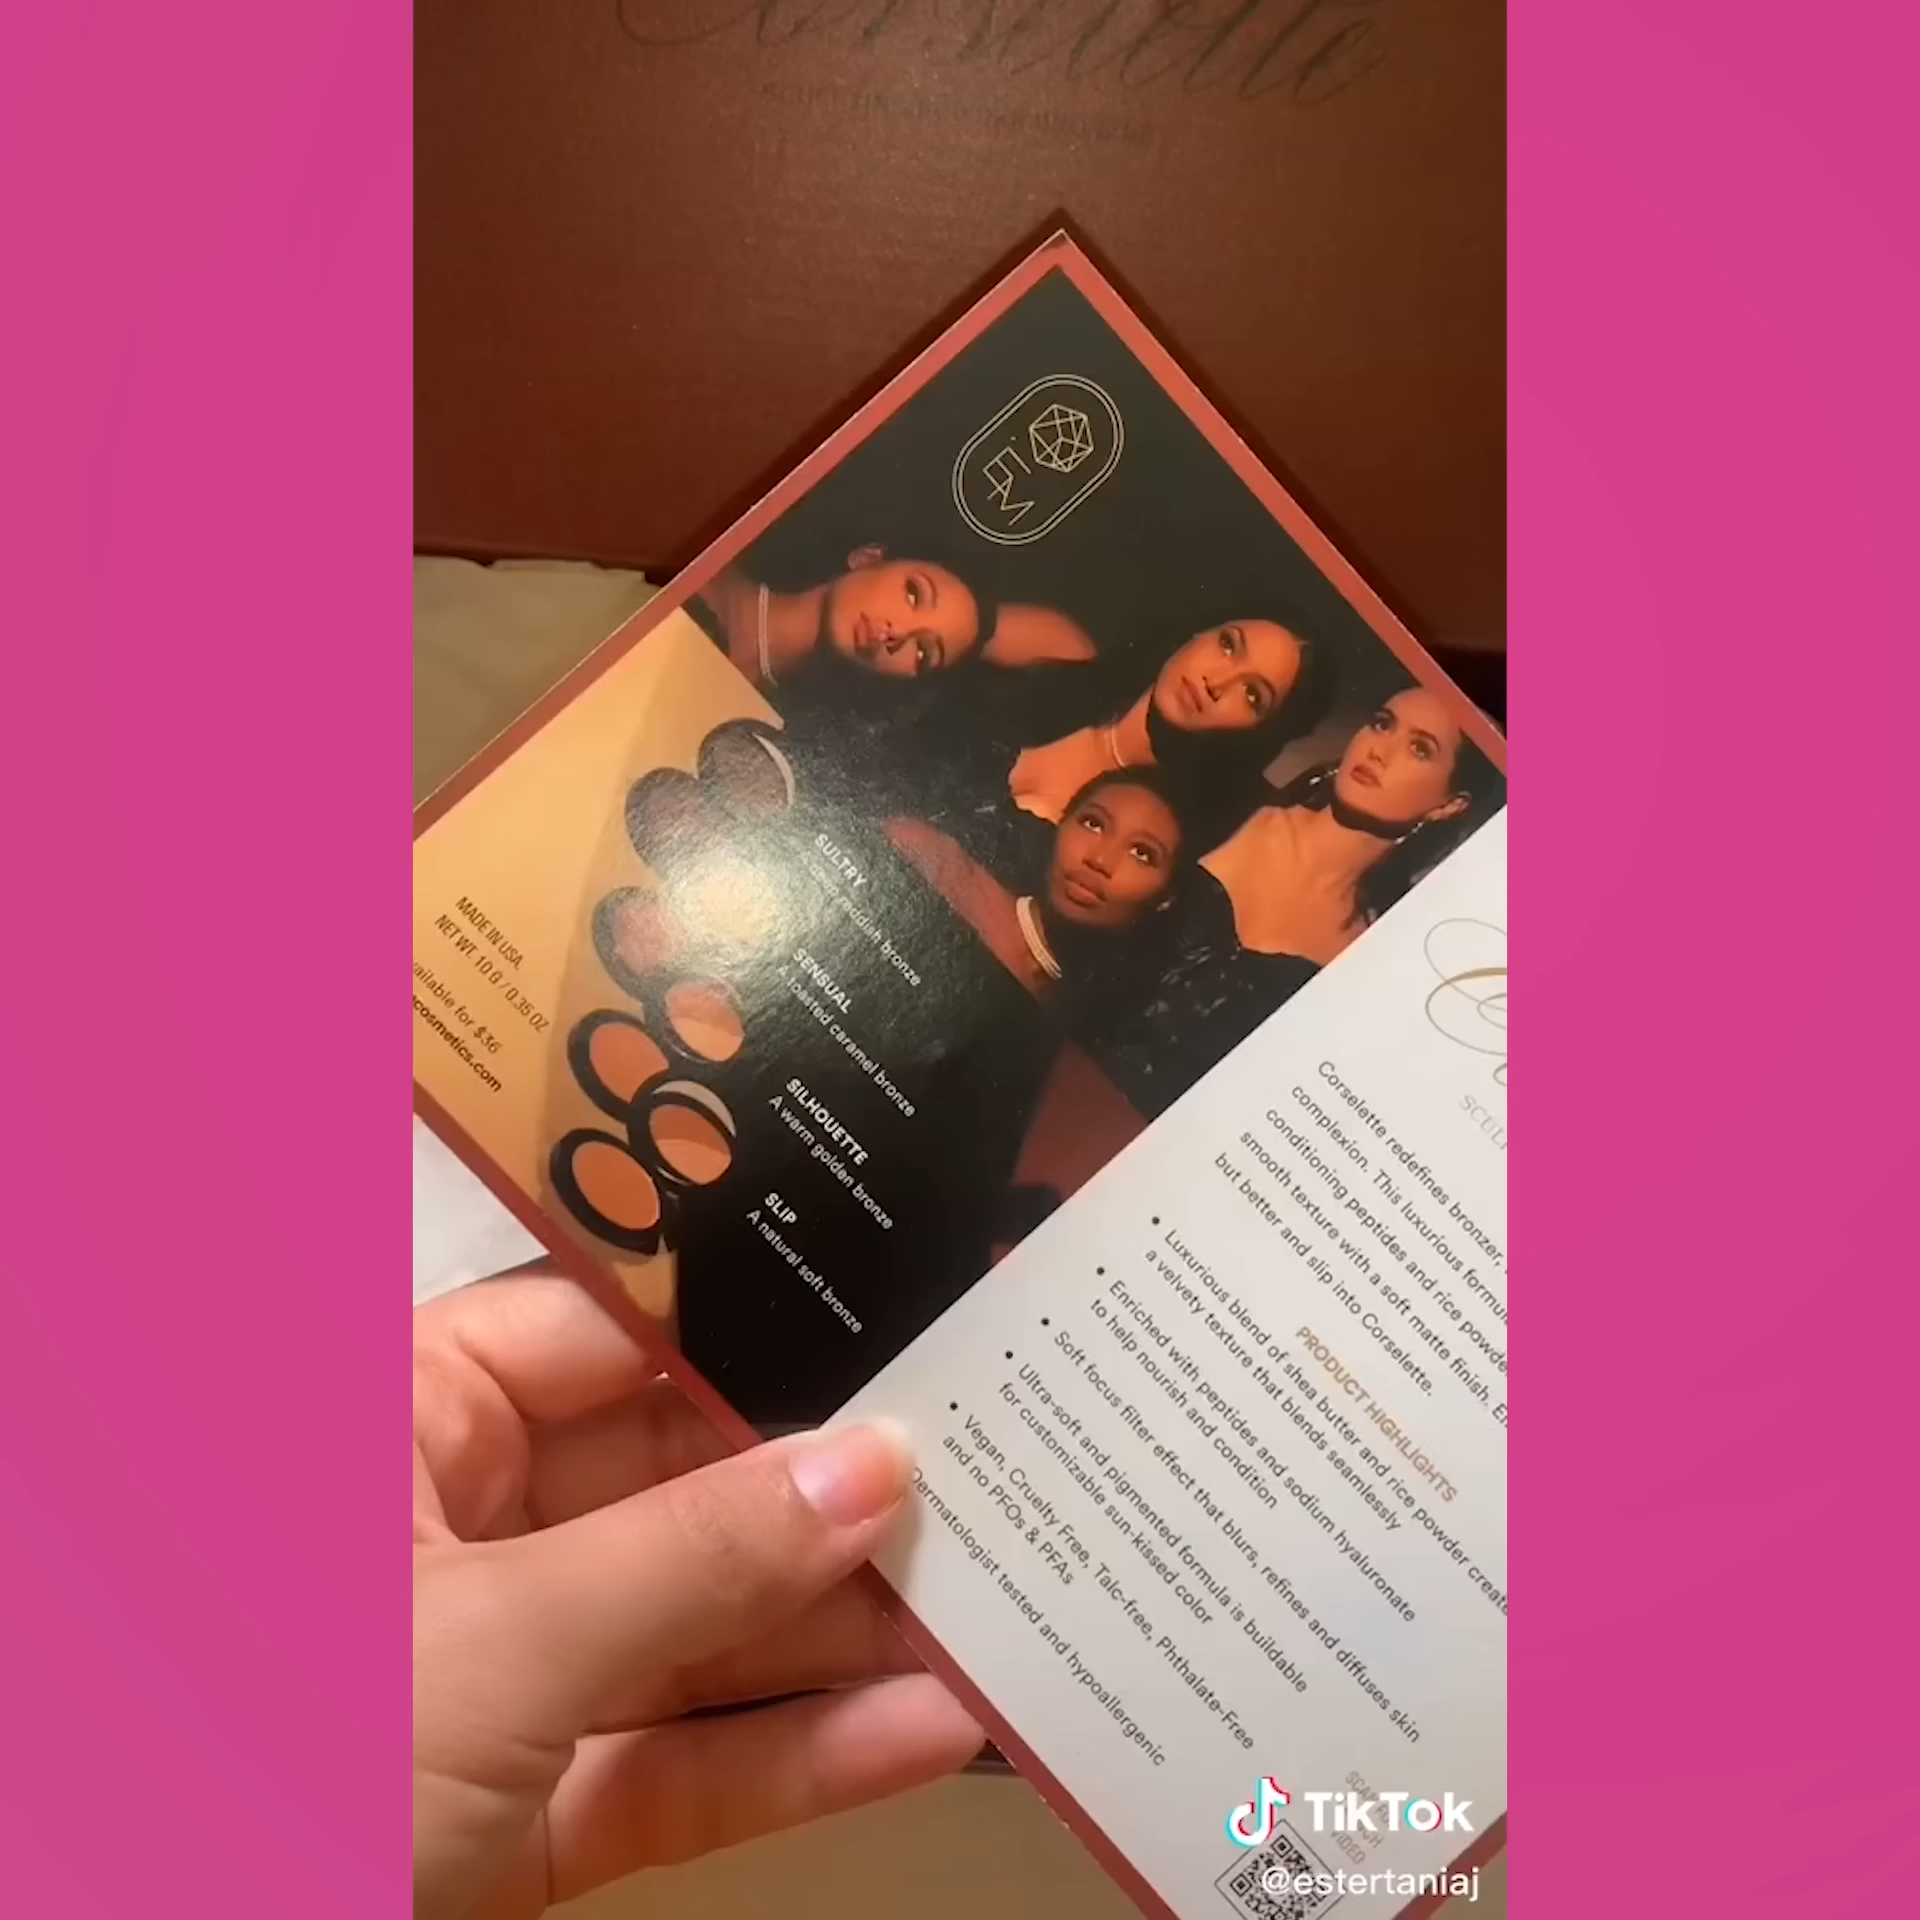 SULTRY
A deep reddish bronze
SENSUAL
A toasted caramel bronze
SILHOUETTE
A warm golden bronze
SLIP
A natural soft bronze
MADE IN USA.
NET WT. 10 G / 0.35 OZ
for $36
cosmetics.com
Corselette redefines bronzer,
complexion. This luxurious
conditioning peptides and rice
smooth texture with a soft matte finish.
but better and slip into Corselette.
PRODUCT HIGHLIGHTS
• Luxurious blend of shea butter and rice powder
a velvety texture that blends seamlessly
• Enriched with peptides and sodium hyaluronate
to help nourish and condition
• Soft focus filter effect that blurs, refines and diffuses skin
• Ultra-soft and pigmented formula is buildable
for customizable sun-kissed color
• Vegan, Cruelty Free, Talc-free, Phthalate-Free
and no PFOs & PFAs
Dermatologist tested and hypoallergenic
TikTok
@estertaniaj